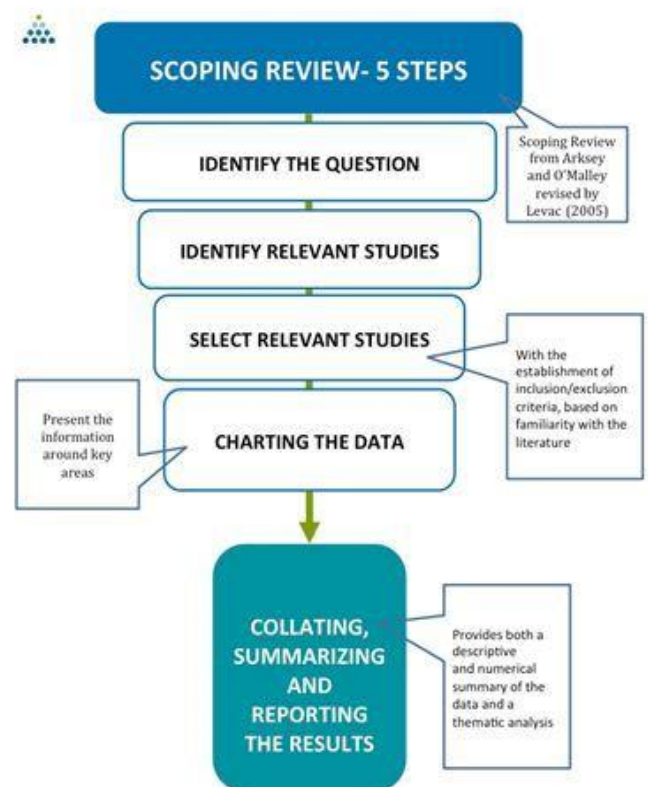 SCOPING REVIEW- 5 STEPS
Scoping Review
from Arksey
and O'Malley
revised by
Levac (2005)
IDENTIFY THE QUESTION
IDENTIFY RELEVANT STUDIES
SELECT RELEVANT STUDIES
With the
establishment of
inclusion/exclusion
criteria, based on
familiarity with the
literature
Present the
information
around key
areas
CHARTING THE DATA
COLLATING,
SUMMARIZING
AND
REPORTING
THE RESULTS
Provides both a
descriptive
and numerical
summary of the
data and a
thematic analysis